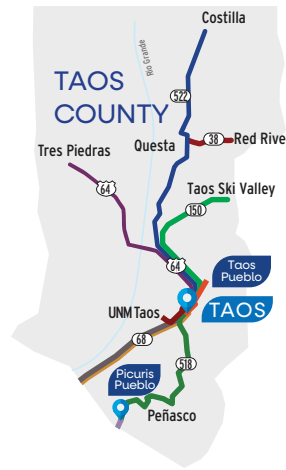 Costilla
Rio Grande
TAOS
COUNTY
522
Questa
38
Red Rive
Tres Piedras
64
Taos Ski Valley
150
64
Taos
Pueblo
TAOS
UNM Taos
68
518
Picuris
Pueblo
Peñasco